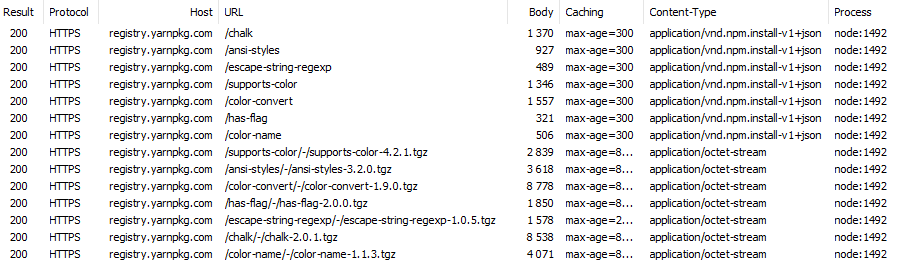 Result Protocol Host URL Body Caching Content-Type Process
200 HTTPS registry.yarnpkg.com /chalk 1 370 max-age=300 application/vnd.npm.install-v1+json node:1492
200 HTTPS registry.yarnpkg.com /ansi-styles 927 max-age=300 application/vnd.npm.install-v1+json node:1492
200 HTTPS registry.yarnpkg.com /escape-string-regexp 489 max-age=300 application/vnd.npm.install-v1+json node:1492
200 HTTPS registry.yarnpkg.com /supports-color 1 346 max-age=300 application/vnd.npm.install-v1+json node:1492
200 HTTPS registry.yarnpkg.com /color-convert 1 557 max-age=300 application/vnd.npm.install-v1+json node:1492
200 HTTPS registry.yarnpkg.com /has-flag 321 max-age=300 application/vnd.npm.install-v1+json node:1492
200 HTTPS registry.yarnpkg.com /color-name 506 max-age=300 application/vnd.npm.install-v1+json node:1492
200 HTTPS registry.yarnpkg.com /supports-color/-/supports-color-4.2.1.tgz 2 839 max-age=8... application/octet-stream node:1492
200 HTTPS registry.yarnpkg.com /ansi-styles/-/ansi-styles-3.2.0.tgz 3 618 max-age=8... application/octet-stream node:1492
200 HTTPS registry.yarnpkg.com /color-convert/-/color-convert-1.9.0.tgz 8 778 max-age=8... application/octet-stream node:1492
200 HTTPS registry.yarnpkg.com /has-flag/-/has-flag-2.0.0.tgz 1 850 max-age=8... application/octet-stream node:1492
200 HTTPS registry.yarnpkg.com /escape-string-regexp/-/escape-string-regexp-1.0.5.tgz 1 578 max-age=2... application/octet-stream node:1492
200 HTTPS registry.yarnpkg.com /chalk/-/chalk-2.0.1.tgz 8 538 max-age=8... application/octet-stream node:1492
200 HTTPS registry.yarnpkg.com /color-name/-/color-name-1.1.3.tgz 4 071 max-age=8... application/octet-stream node:1492